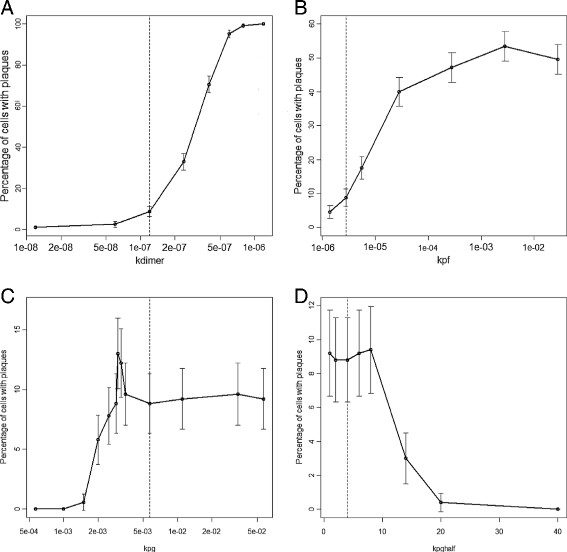 A
Percentage of cells with plaques
100
80
60
40
20
0
1e-08
5e-08
1e-07
2e-07
5e-07
1e-06
kdimer
B
Percentage of cells with plaques
60
50
40
30
20
10
0
1e-06
1e-05
1e-04
1e-03
1e-02
kpf
C
Percentage of cells with plaques
15
10
5
0
5e-04
1e-03
2e-03
5e-03
1e-02
2e-02
5e-02
kpg
D
Percentage of cells with plaques
12
10
8
6
4
2
0
0
10
20
30
40
kpghalf